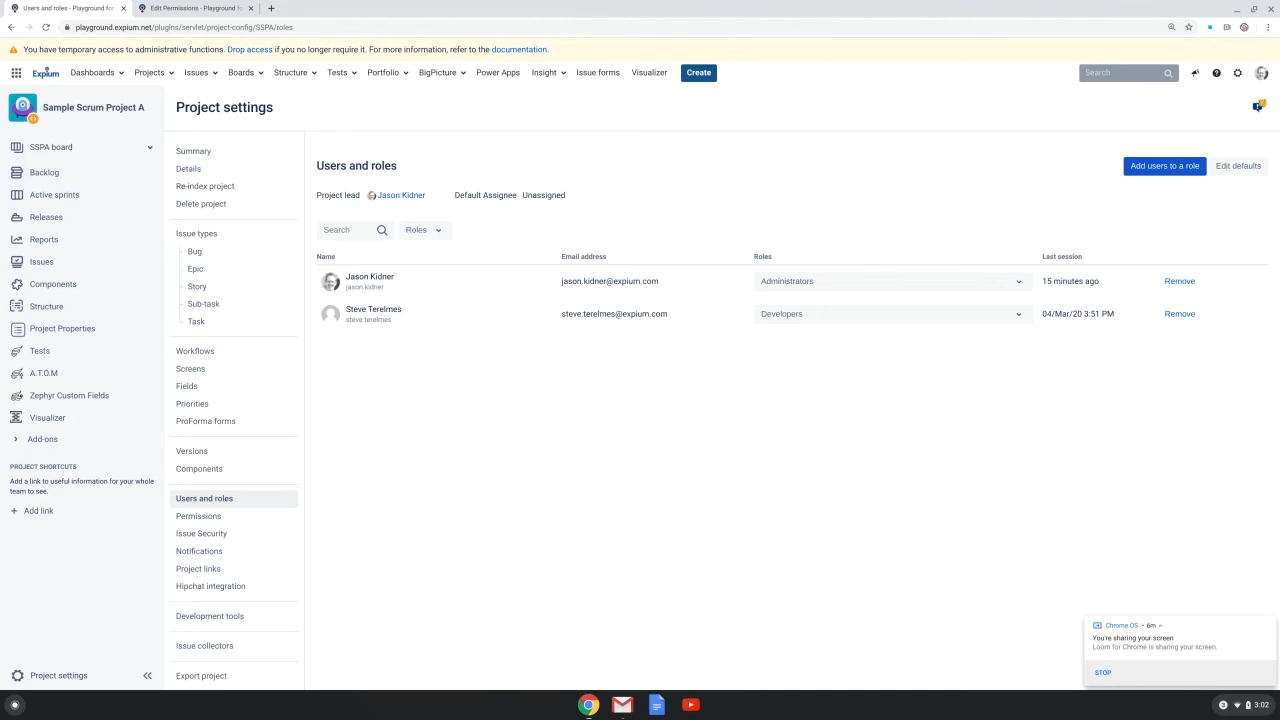 Users and roles - Playground for
Edit Permissions - Playground fo
playground.expium.net/plugins/servlet/project-config/SSPA/roles
You have temporary access to administrative functions. Drop access if you no longer require it. For more information, refer to the documentation.
Expium
Dashboards
Projects
Issues
Boards
Structure
Tests
Portfolio
BigPicture
Power Apps
Insight
Issue forms
Visualizer
Create
Search
Sample Scrum Project A
SSPA board
Backlog
Active sprints
Releases
Reports
Issues
Components
Structure
Project Properties
Tests
A.T.O.M
Zephyr Custom Fields
Visualizer
Add-ons
PROJECT SHORTCUTS
Add a link to useful information for your whole
team to see.
Add link
Project settings
Project settings
Summary
Details
Re-index project
Delete project
Issue types
Bug
Epic
Story
Sub-task
Task
Workflows
Screens
Fields
Priorities
ProForma forms
Versions
Components
Users and roles
Permissions
Issue Security
Notifications
Project links
Hipchat integration
Development tools
Issue collectors
Export project
Users and roles
Add users to a role
Edit defaults
Project lead Jason Kidner Default Assignee Unassigned
Search
Roles
Name Email address Roles Last session
Jason Kidner
jason.kidner
jason.kidner@expium.com
Administrators
15 minutes ago
Remove
Steve Terelmes
steve.terelmes
steve.terelmes@expium.com
Developers
04/Mar/20 3:51 PM
Remove
Chrome OS • 6m
You're sharing your screen
Loom for Chrome is sharing your screen.
STOP
3 3:02